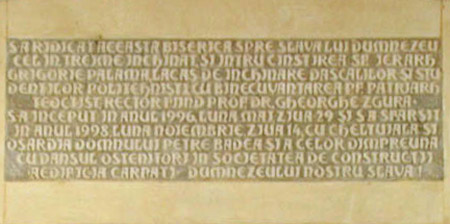 S-A RIDICAT ACEASTA BISERICA SPRE SLAVA LUI DUMNEZEU
CEL IN TREIME INCHINAT, SI INTRU CINSTIREA SF. IERARH
GRIGORIE PALAMA, LACAS DE INCHINARE DASCALILOR SI STU
DENTILOR POLITEHNISTI, CU BINECUVANTAREA PF. PATRIARH
TEOCTIST, RECTOR FIIND PROF. DR. GHEORGHE ZGURA.
S-A INCEPUT IN ANUL 1996, LUNA MAI ZIUA 29 SI S-A SFARSIT
IN ANUL 1998, LUNA NOIEMBRIE ZIUA 14, CU CHELTUIALA SI
OSARDIA DOMNULUI PETRE BADEA SI A CELOR DIMPREUNA
CU DANSUL OSTENITORI IN SOCIETATEA DE CONSTRUCTII
AEDIFICIA CARPATI. DUMNEZEULUI NOSTRU SLAVA!